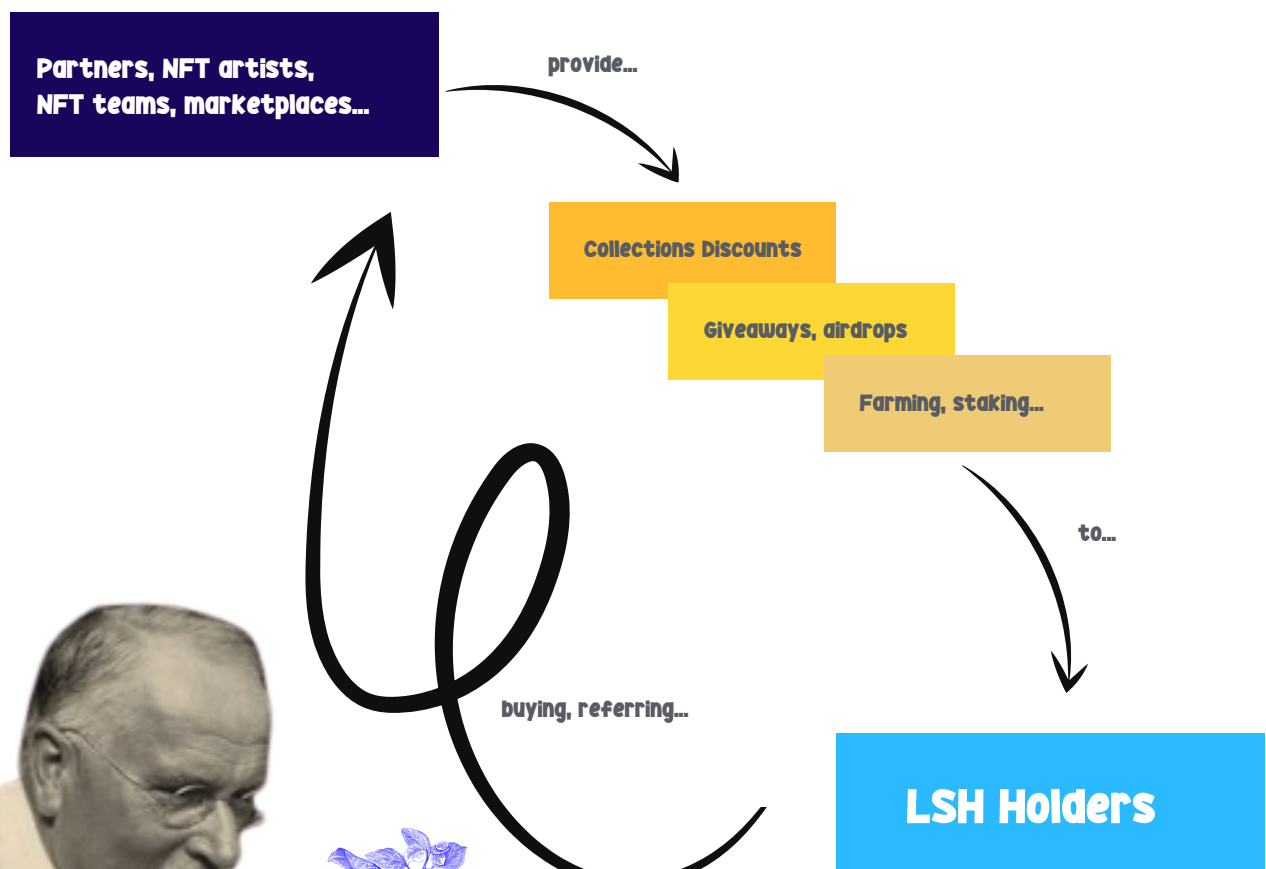 Partners, NFT artists,
NFT teams, marketplaces...
provide...
Collections Discounts
Giveaways, airdrops
Farming, staking...
to...
buying, referring...
LSH Holders